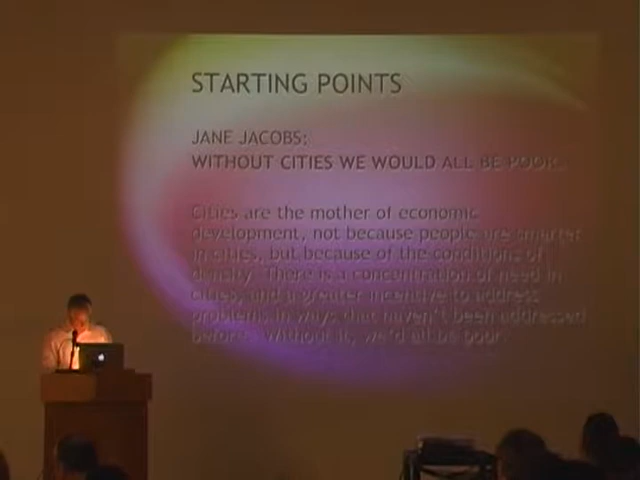 STARTING POINTS
JANE JACOBS:
WITHOUT CITIES WE WOULD ALL BE POOR.
Cities are the mother of economic
development, not because people are smarter
in cities, but because of the conditions of
density. There is a concentration of need in
cities and a greater incentive to address
problems in ways that haven't been addressed
before. Without it, we'd all be poor